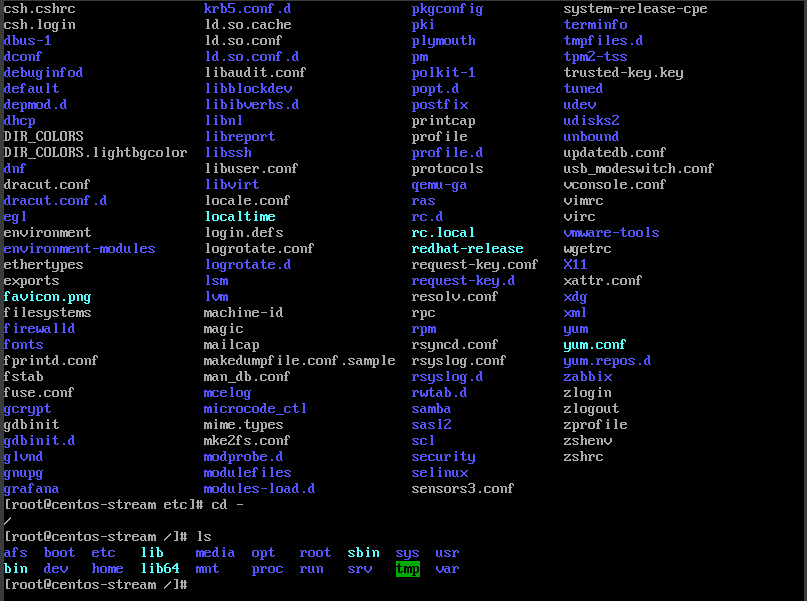 csh.cshrc krb5.conf.d pkgconfig system-release-cpe
csh.login ld.so.cache pki terminfo
dbus-1 ld.so.conf plymouth tmpfiles.d
dconf ld.so.conf.d pm tpm2-tss
debuginfod libaudit.conf polkit-1 trusted-key.key
default libblockdev popt.d tuned
depmod.d libibverbs.d postfix udev
dhcp libnl printcap udisks2
DIR_COLORS libreport profile unbound
DIR_COLORS.lightbgcolor libssh profile.d updatedb.conf
dnf libuser.conf protocols usb_modeswitch.conf
dracut.conf libvirt qemu-ga vconsole.conf
dracut.conf.d locale.conf ras vimrc
egl localtime rc.d virc
environment login.defs rc.local vmware-tools
environment-modules logrotate.conf redhat-release wgetrc
ethertypes logrotate.d request-key.conf X11
exports lsm request-key.d xattr.conf
favicon.png lvm resolv.conf xdg
filesystems machine-id rpc xml
firewalld magic rpm yum
fonts mailcap rsyncd.conf yum.conf
fprintd.conf makedumpfile.conf.sample rsyslog.conf yum.repos.d
fstab man_db.conf rsyslog.d zabbix
fuse.conf mcelog rwtab.d zlogin
gcrypt microcode_ctl samba zlogout
gdbinit mime.types sasl2 zprofile
gdbinit.d mke2fs.conf scl zshenv
glvnd modprobe.d security zshrc
gnupg modulefiles selinux
grafana modules-load.d sensors3.conf
[root@centos-stream etc]# cd -
/
[root@centos-stream /]# ls
afs boot etc lib media opt root sbin sys usr
bin dev home lib64 mnt proc run srv tmp var
[root@centos-stream /]#